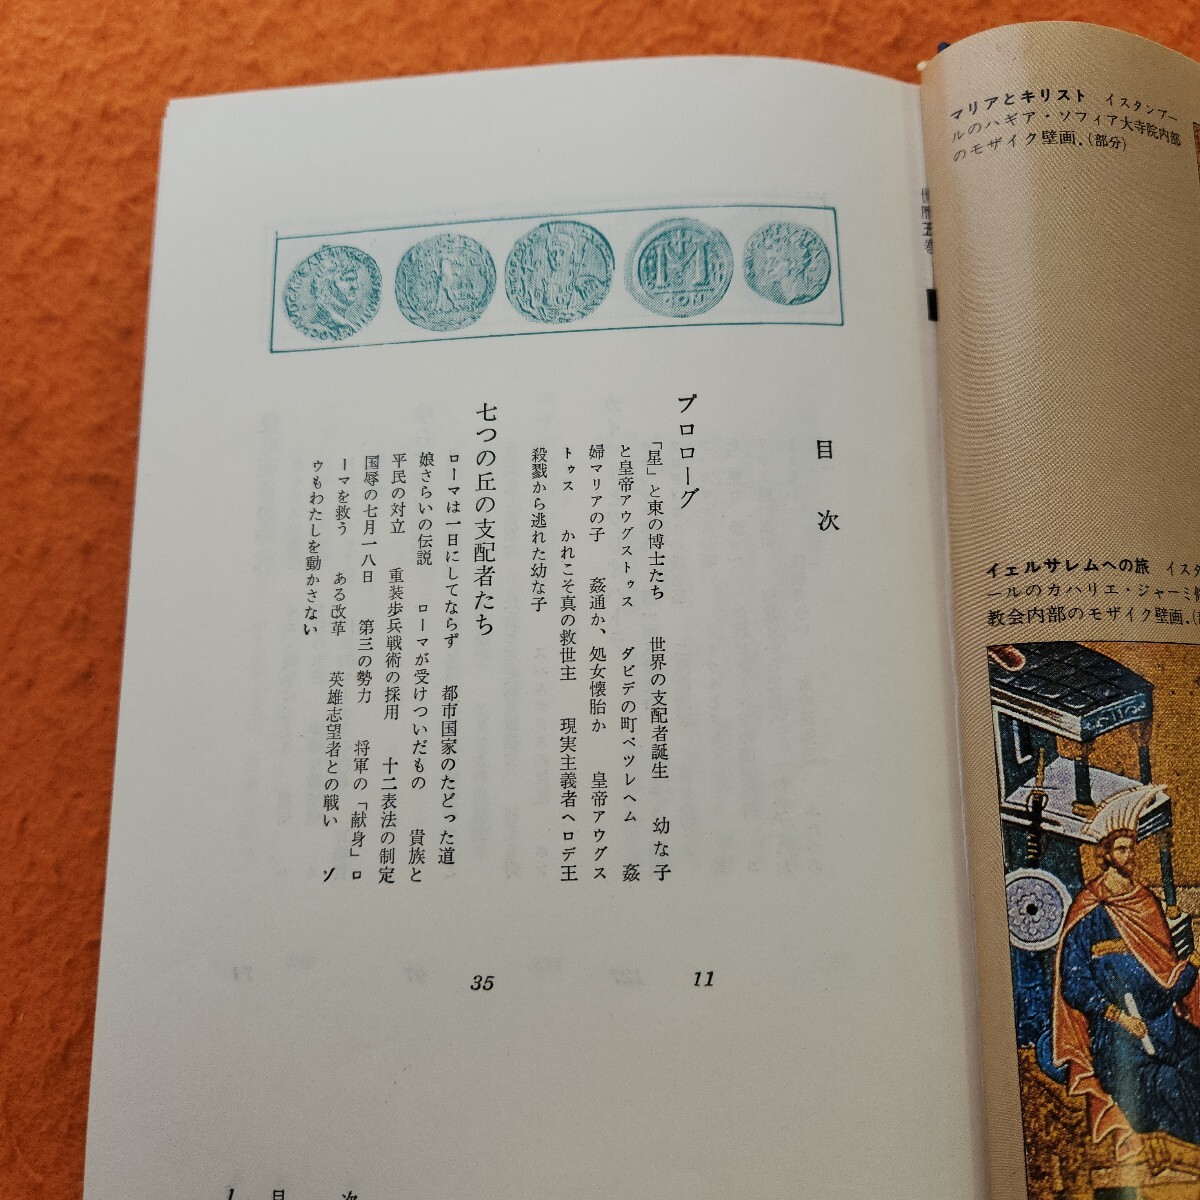 マリアとキリスト イスタンブー
ルのハギア・ソフィア大寺院内部
のモザイク壁画.(部分)
イェルサレムへの旅 イスタ
ールのカハリエ・ジャーミ
教会内部のモザイク壁画.
目次
プロローグ 11
「星」と東の博士たち 世界の支配者誕生 幼な子
と皇帝アウグストゥス ダビデの町ベツレヘム 姦
婦マリアの子 姦通か、処女懐胎か 皇帝アウグス
トゥス かれこそ真の救世主 現実主義者ヘロデ王
殺戮から逃れた幼な子
七つの丘の支配者たち 35
ローマは一日にしてならず 都市国家のたどった道
娘さらいの伝説 ローマが受けついだもの 貴族と
平民の対立 重装歩兵戦術の採用 十二表法の制定
国辱の七月一八日 第三の勢力 将軍の「献身」 ロ
ーマを救う ある改革 英雄志望者との戦い ゾ
ウもわたしを動かさない
1 目次